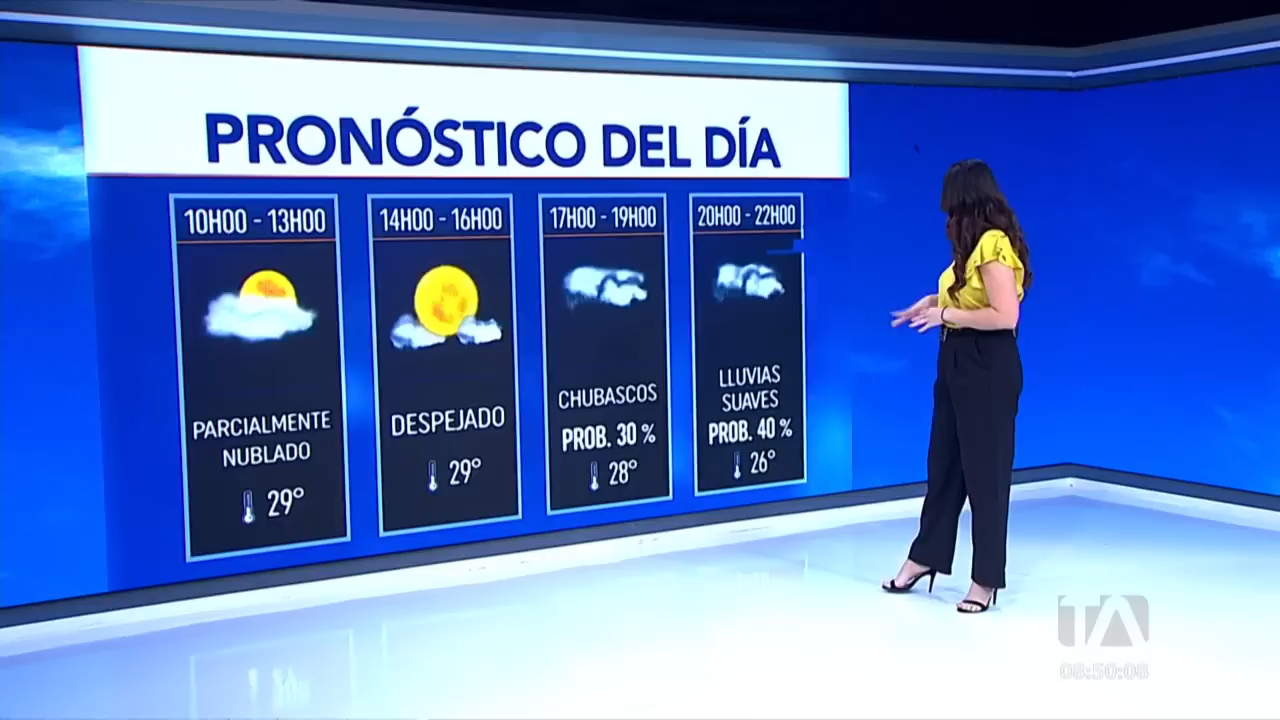 PRONÓSTICO DEL DÍA
10H00 - 13H00
PARCIALMENTE
NUBLADO
29°
14H00 - 16H00
DESPEJADO
29°
17H00 - 19H00
CHUBASCOS
PROB. 30 %
28°
20H00 - 22H00
LLUVIAS
SUAVES
PROB. 40 %
26°
TA
08:50:08